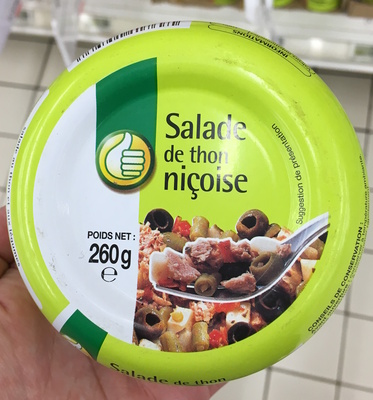 INFORMATIONS
Salade
de thon
niçoise
Suggestion de présentation
POIDS NET :
260g
e
CONSEILS DE CONSERVATION :
Salade de thon